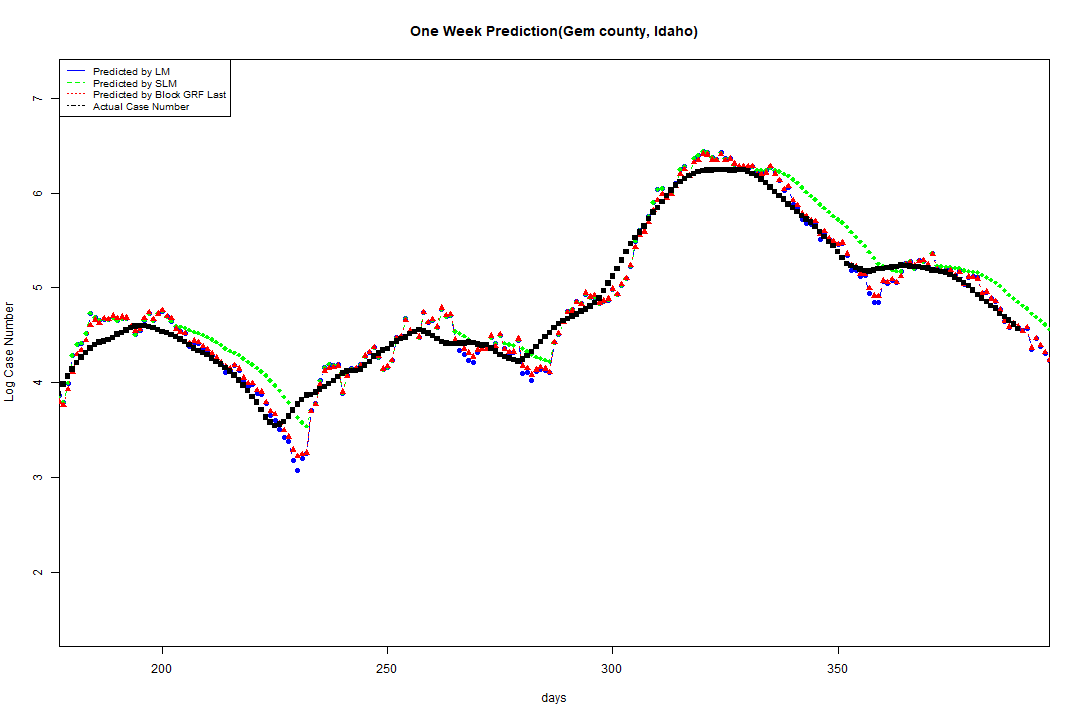 One Week Prediction(Gem county, Idaho)
Predicted by LM
Predicted by SLM
Predicted by Block GRF Last
Actual Case Number
7
6
5
4
3
2
Log Case Number
200
250
300
350
days